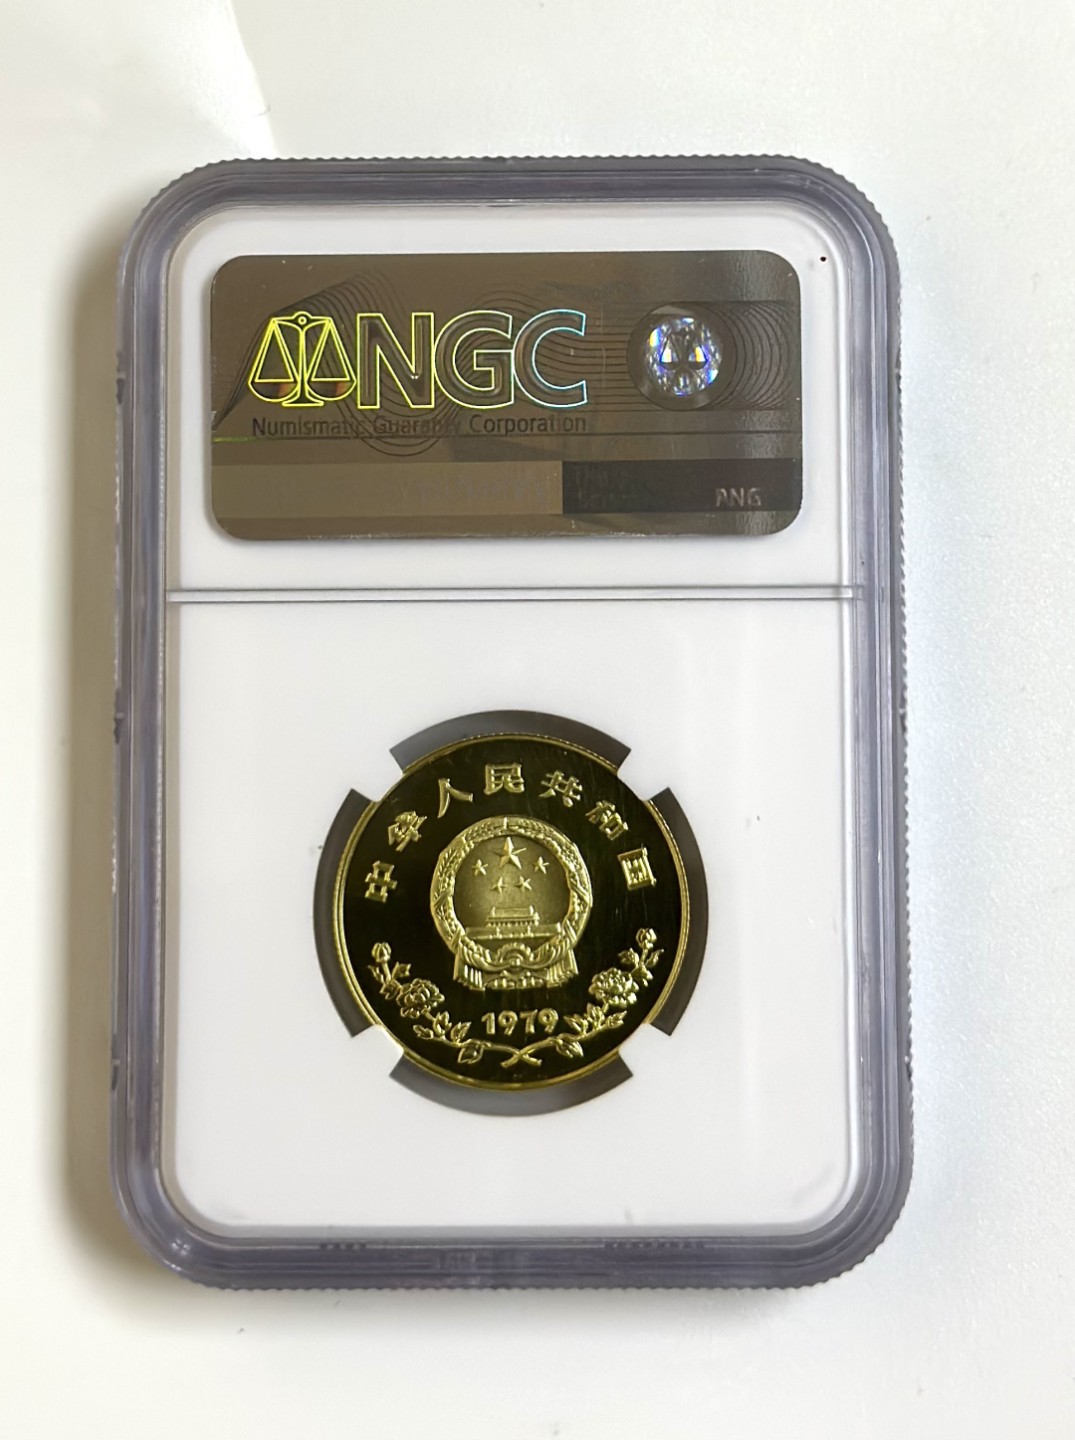 NGC
Numismatic Guaranty Corporation
PNG
中华人民共和国
1979